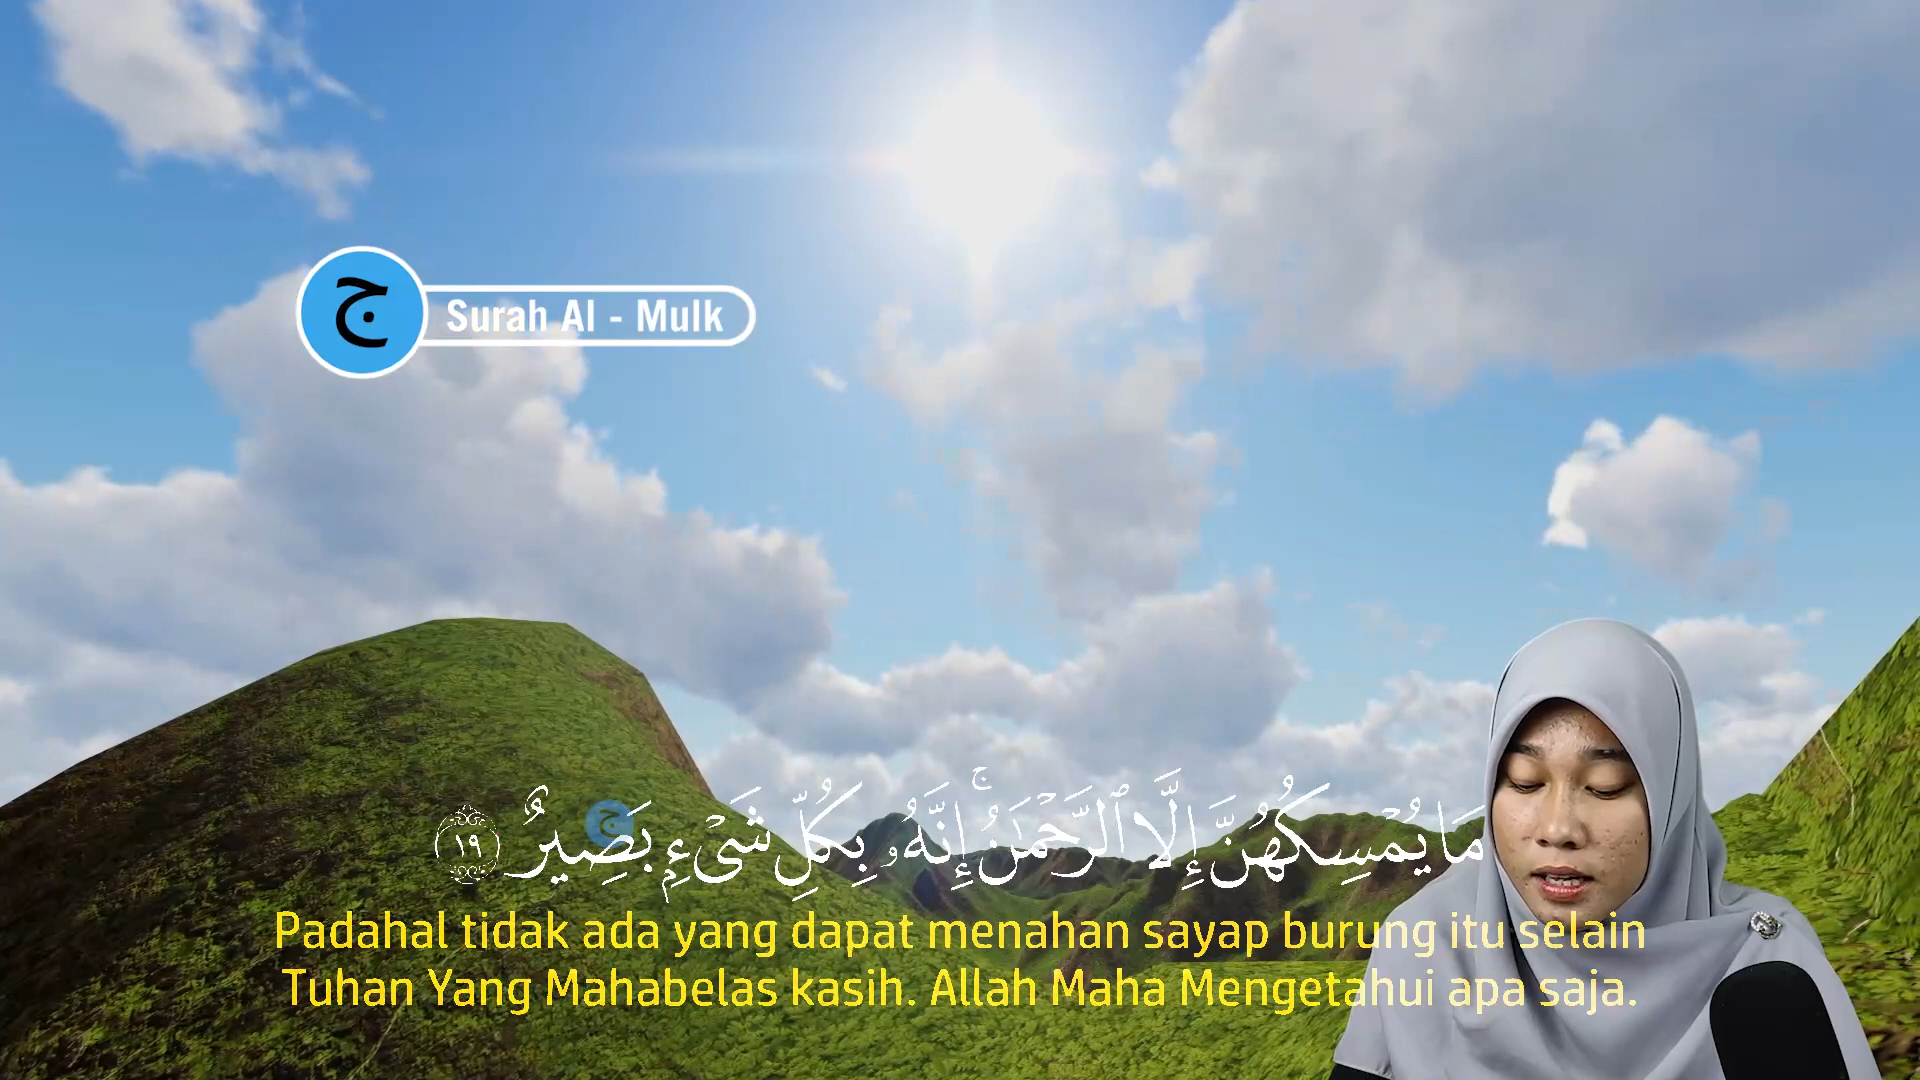 ج
Surah Al - Mulk
مَا يُمْسِكُهُنَّ إِلَّا ٱلرَّحْمَـٰنُ ۚ إِنَّهُۥ بِكُلِّ شَىْءٍۭ بَصِيرٌ ١٩
ج
Padahal tidak ada yang dapat menahan sayap burung itu selain
Tuhan Yang Mahabelas kasih. Allah Maha Mengetahui apa saja.